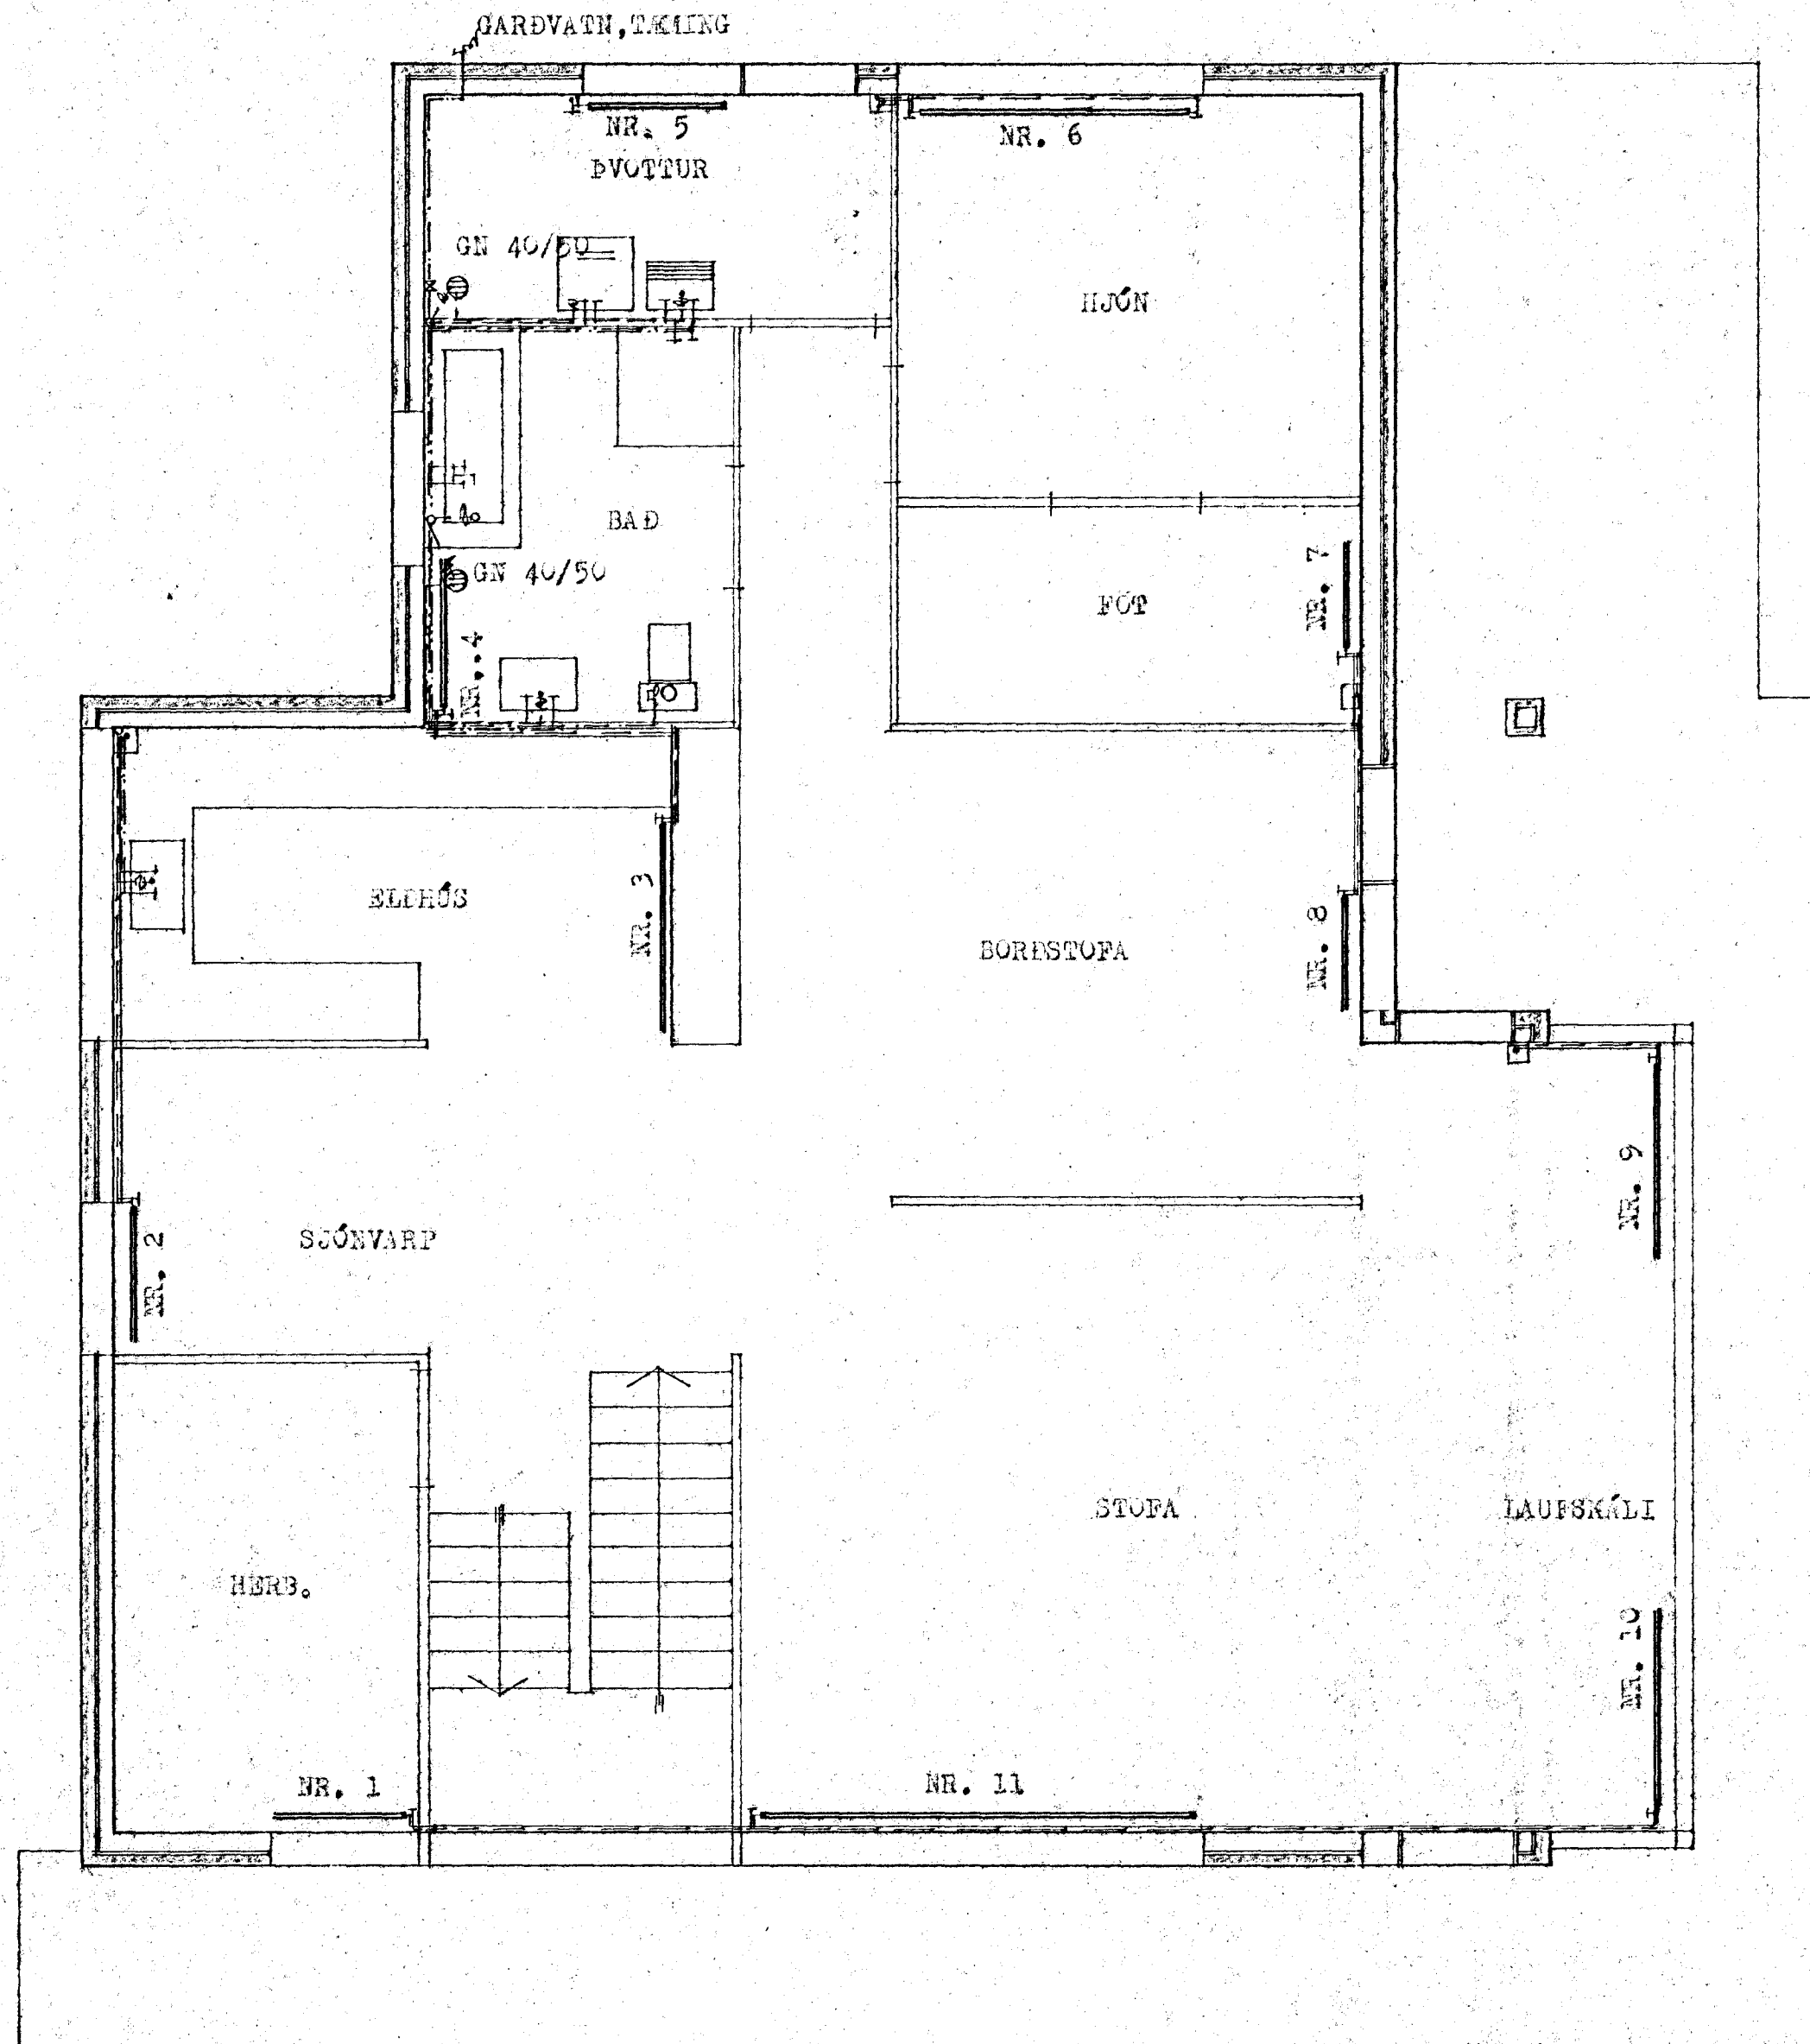 GARÐVATN, TÆMING
NR. 5
ÞVOTTUR
NR. 6
GN 40/50
HJÓN
BAÐ
GN 40/50
NR. 4
FÖT
NR. 7
ELDHÚS
NR. 3
BORÐSTOFA
NR. 8
NR. 9
SJÓNVARP
NR. 2
STOFA
LAUFSKÁLI
HERB.
NR. 10
NR. 1
NR. 11